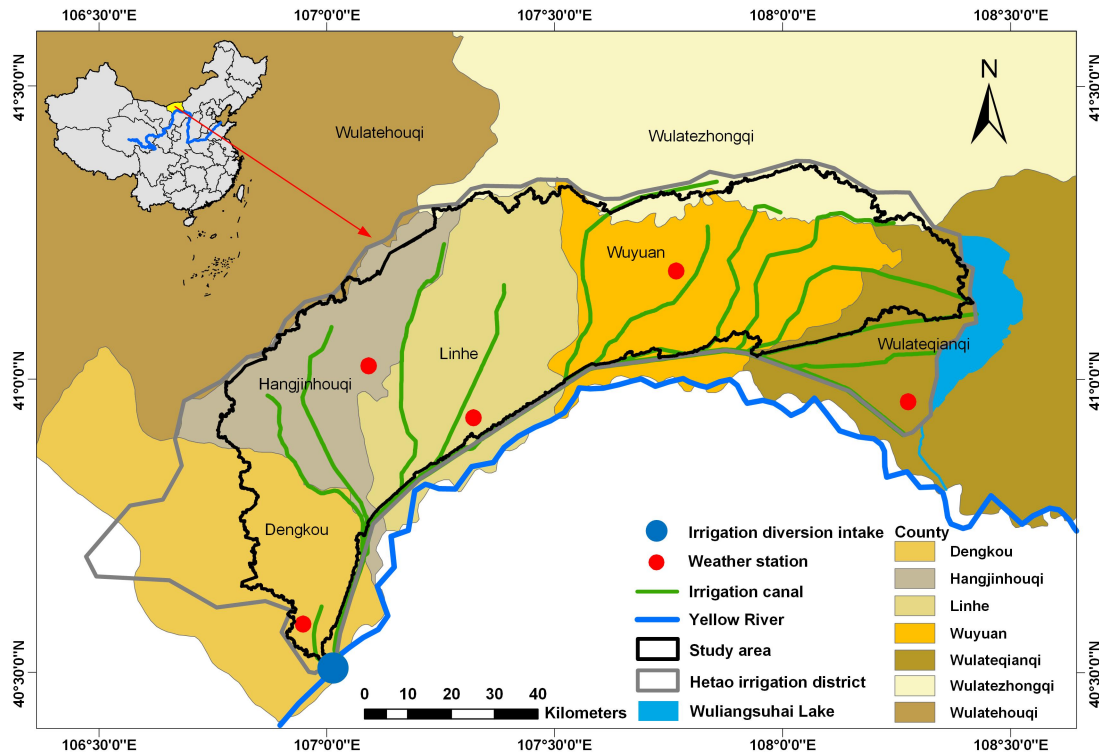 106°30'0"E 107°0'0"E 107°30'0"E 108°0'0"E 108°30'0"E
41°30'0"N
41°30'0"N
N
Wulatehouqi
Wulatezhongqi
Wuyuan
Linhe
Wulateqianqi
41°0'0"N
41°0'0"N
Hangjinhouqi
Dengkou
Irrigation diversion intake
Weather station
Irrigation canal
Yellow River
Study area
Hetao irrigation district
Wuliangsuhai Lake
County
Dengkou
Hangjinhouqi
Linhe
Wuyuan
Wulateqianqi
Wulatezhongqi
Wulatehouqi
40°30'0"N
40°30'0"N
0 10 20 30 40
Kilometers
106°30'0"E 107°0'0"E 107°30'0"E 108°0'0"E 108°30'0"E